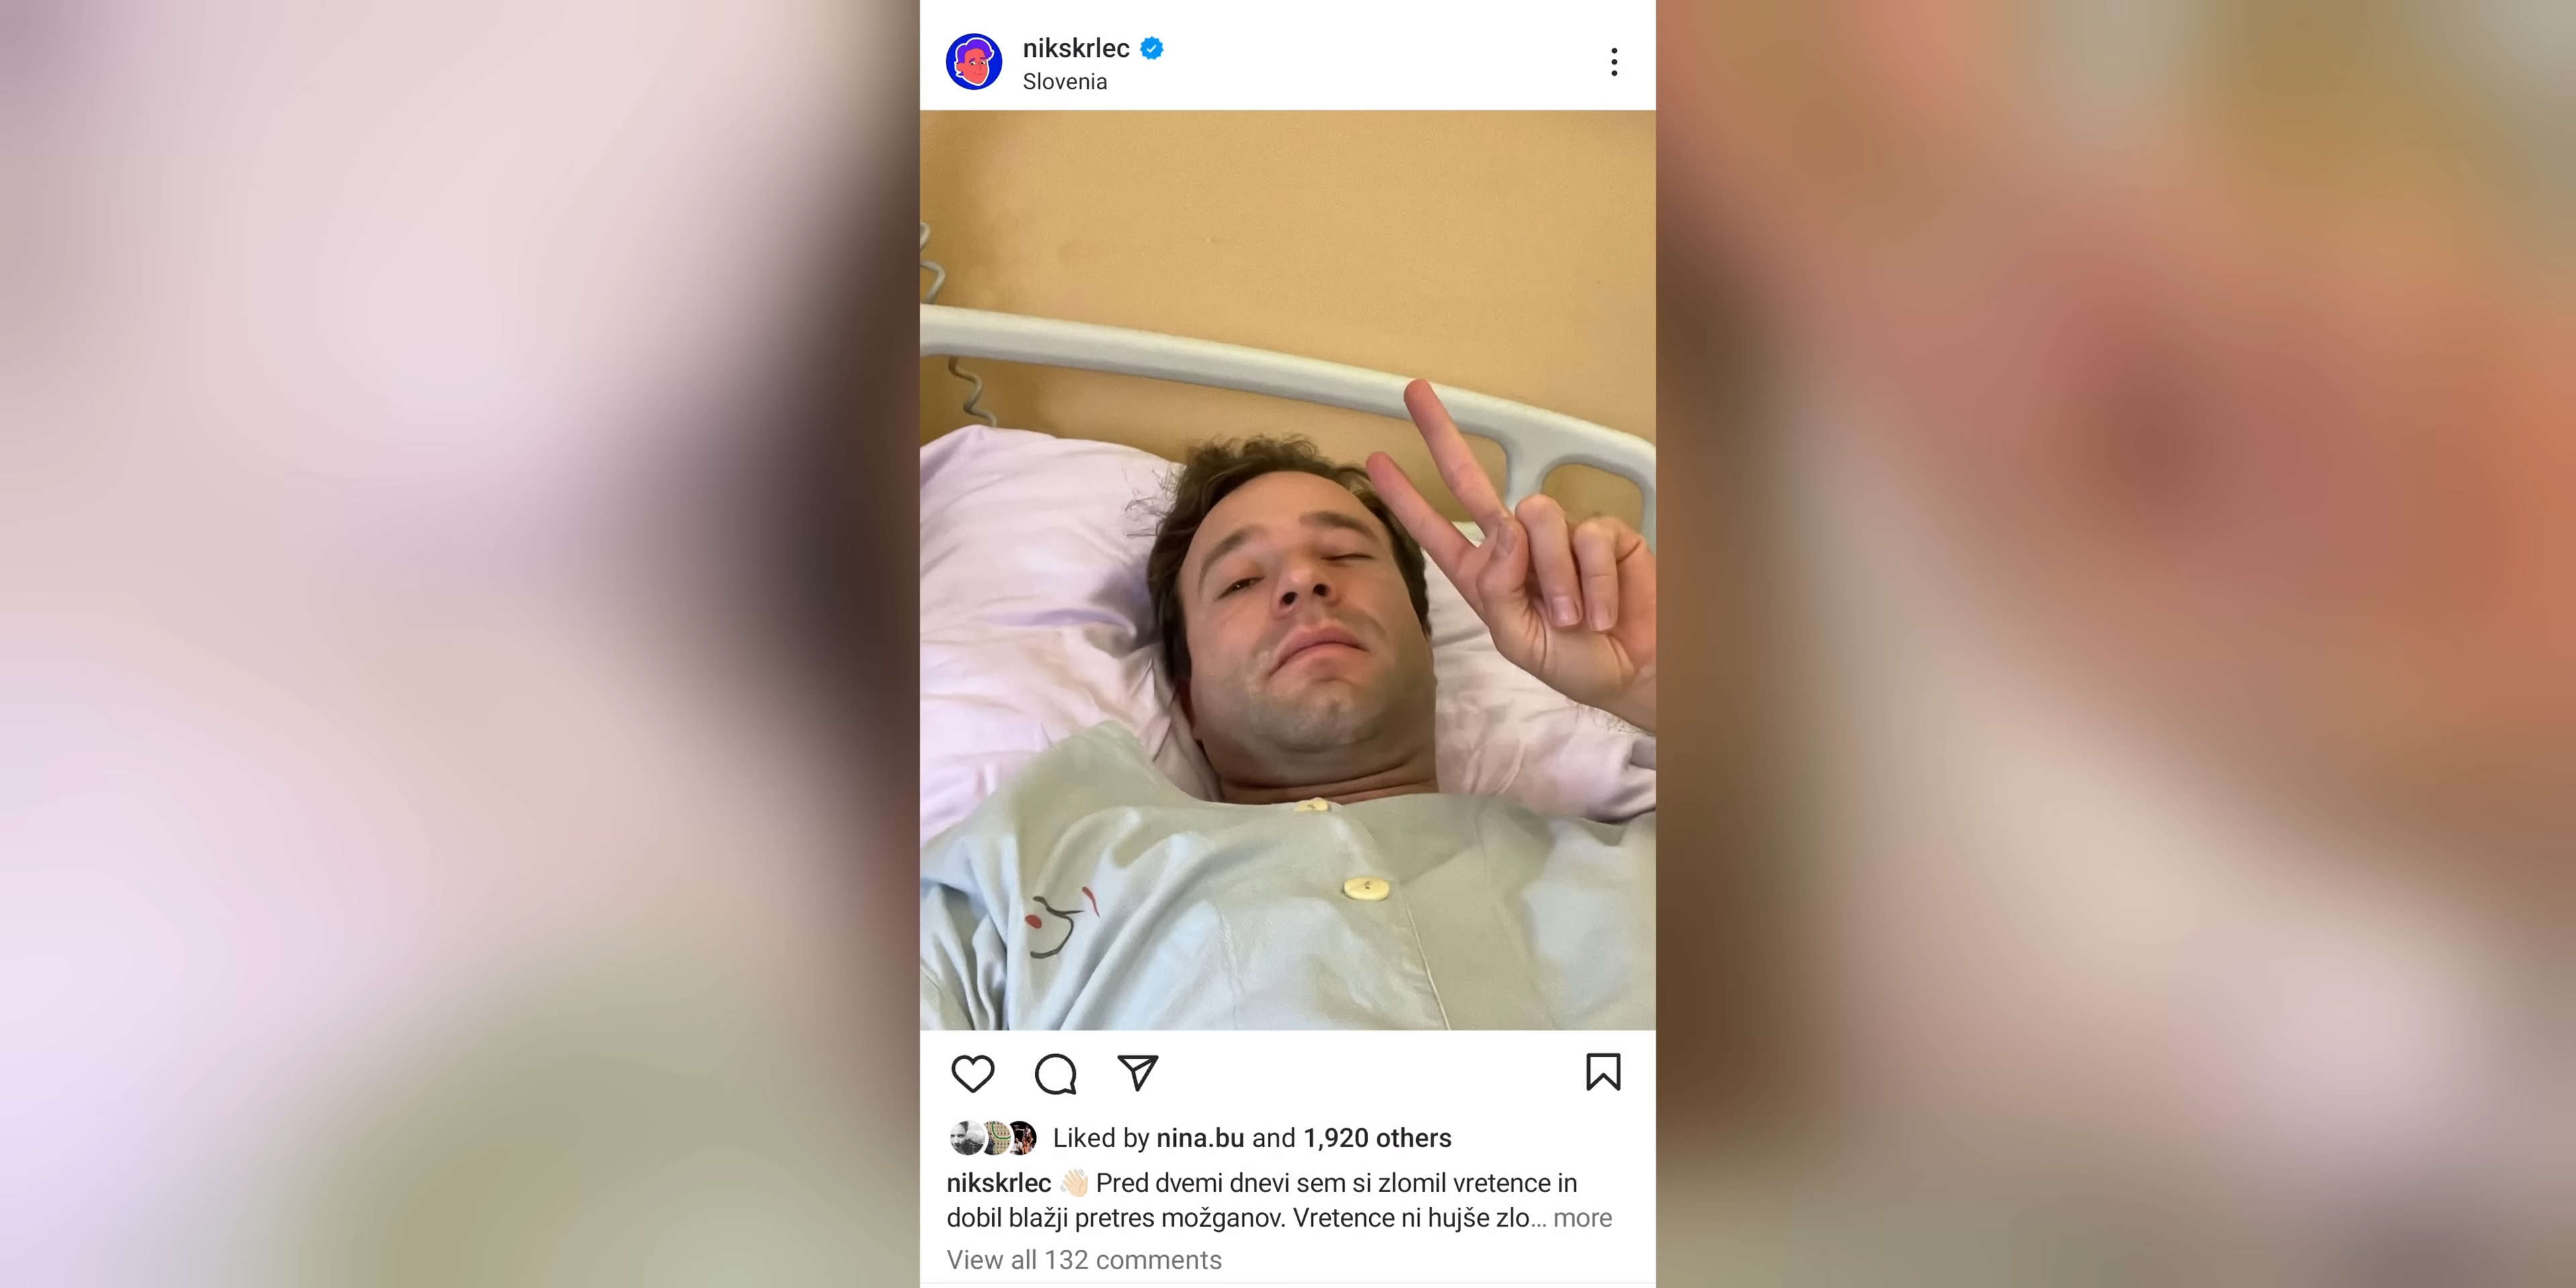 nikskrlec
Slovenia
Liked by nina.bu and 1,920 others
nikskrlec 👋🏻 Pred dvemi dnevi sem si zlomil vretence in
dobil blažji pretres možganov. Vretence ni hujše zlo... more
View all 132 comments